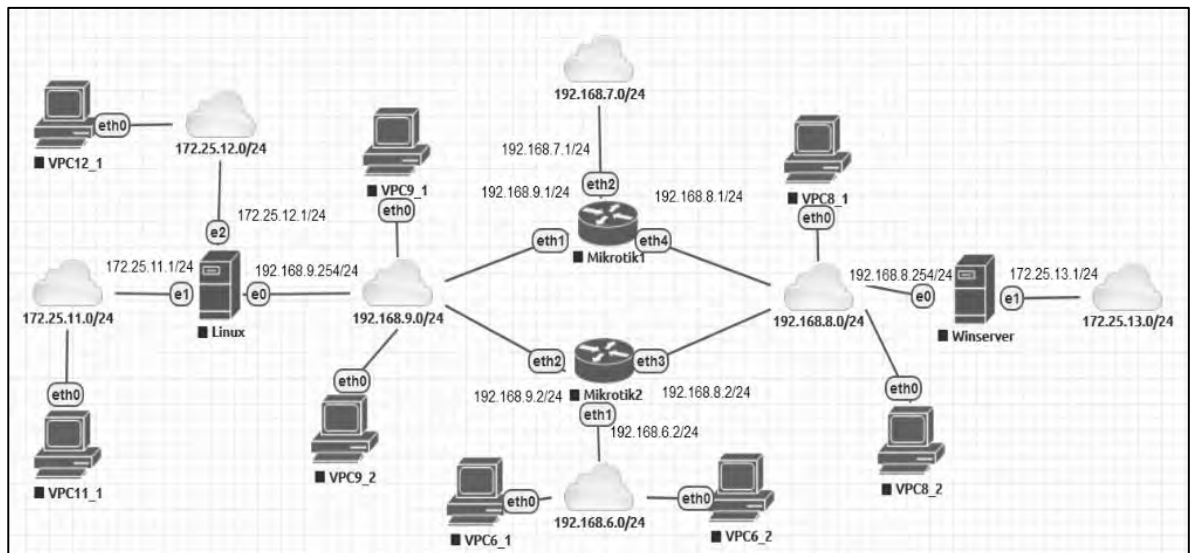 192.168.7.0/24
eth0
VPC12_1
172.25.12.0/24
VPC9_1
eth0
192.168.7.1/24
192.168.9.1/24
eth2
192.168.8.1/24
VPC8_1
eth0
172.25.12.1/24
e2
eth1
eth4
Mikrotik1
172.25.11.1/24
192.168.9.254/24
192.168.8.254/24
172.25.13.1/24
e1
e0
e0
e1
172.25.11.0/24
Linux
192.168.9.0/24
192.168.8.0/24
Winserver
172.25.13.0/24
eth2
eth3
eth0
eth0
Mikrotik2
192.168.9.2/24
192.168.8.2/24
eth0
eth1
192.168.6.2/24
VPC11_1
VPC9_2
VPC8_2
eth0
eth0
192.168.6.0/24
VPC6_1
VPC6_2